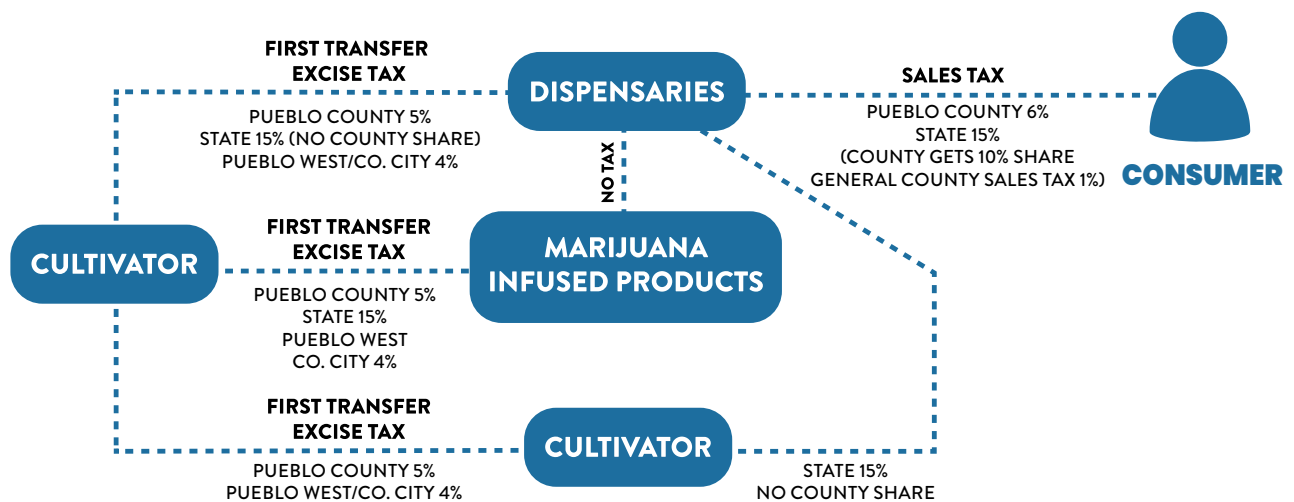 FIRST TRANSFER
EXCISE TAX
PUEBLO COUNTY 5%
STATE 15% (NO COUNTY SHARE)
PUEBLO WEST/CO. CITY 4%
DISPENSARIES
SALES TAX
PUEBLO COUNTY 6%
STATE 15%
(COUNTY GETS 10% SHARE
GENERAL COUNTY SALES TAX 1%)
CONSUMER
NO TAX
CULTIVATOR
FIRST TRANSFER
EXCISE TAX
PUEBLO COUNTY 5%
STATE 15%
PUEBLO WEST
CO. CITY 4%
MARIJUANA
INFUSED PRODUCTS
FIRST TRANSFER
EXCISE TAX
PUEBLO COUNTY 5%
PUEBLO WEST/CO. CITY 4%
CULTIVATOR
STATE 15%
NO COUNTY SHARE